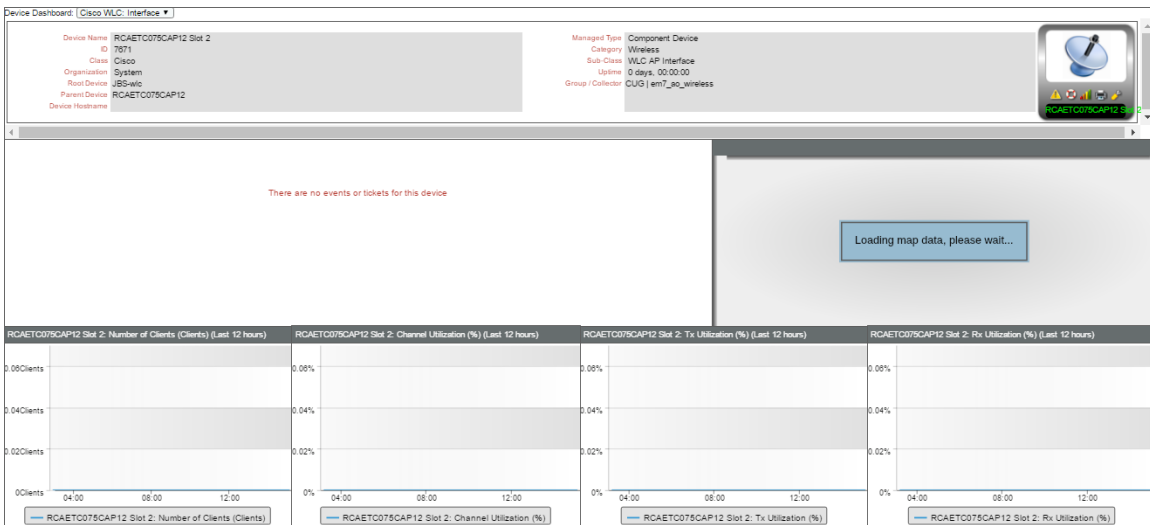 Device Dashboard: Cisco WLC: Interface
Device Name RCAETC075CAP12 Slot 2
ID 7671
Class Cisco
Organization System
Root Device JBS-wlc
Parent Device RCAETC075CAP12
Device Hostname
Managed Type Component Device
Category Wireless
Sub-Class WLC AP Interface
Uptime 0 days, 00:00:00
Group / Collector CUG | em7_ao_wireless
RCAETC075CAP12 Slot 2
There are no events or tickets for this device
Loading map data, please wait...
RCAETC075CAP12 Slot 2: Number of Clients (Clients) (Last 12 hours)
0.06Clients
0.04Clients
0.02Clients
0Clients
04:00 08:00 12:00
RCAETC075CAP12 Slot 2: Number of Clients (Clients)
RCAETC075CAP12 Slot 2: Channel Utilization (%) (Last 12 hours)
0.06%
0.04%
0.02%
0%
04:00 08:00 12:00
RCAETC075CAP12 Slot 2: Channel Utilization (%)
RCAETC075CAP12 Slot 2: Tx Utilization (%) (Last 12 hours)
0.06%
0.04%
0.02%
0%
04:00 08:00 12:00
RCAETC075CAP12 Slot 2: Tx Utilization (%)
RCAETC075CAP12 Slot 2: Rx Utilization (%) (Last 12 hours)
0.06%
0.04%
0.02%
0%
04:00 08:00 12:00
RCAETC075CAP12 Slot 2: Rx Utilization (%)